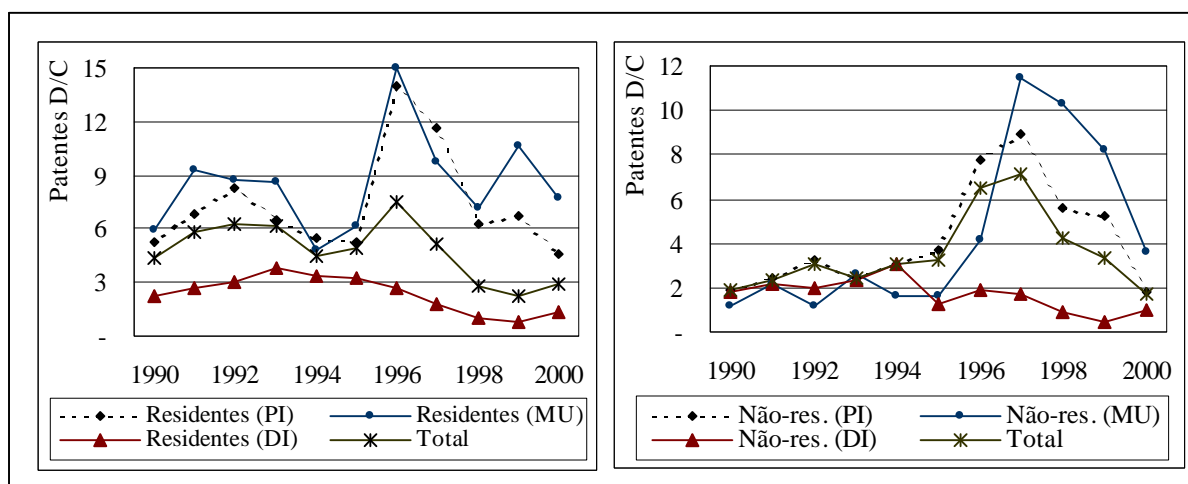 Patentes D/C
15
12
9
6
3
-
1990 1992 1994 1996 1998 2000
Residentes (PI) Residentes (MU)
Residentes (DI) Total
Patentes D/C
12
10
8
6
4
2
-
1990 1992 1994 1996 1998 2000
Não-res. (PI) Não-res. (MU)
Não-res. (DI) Total